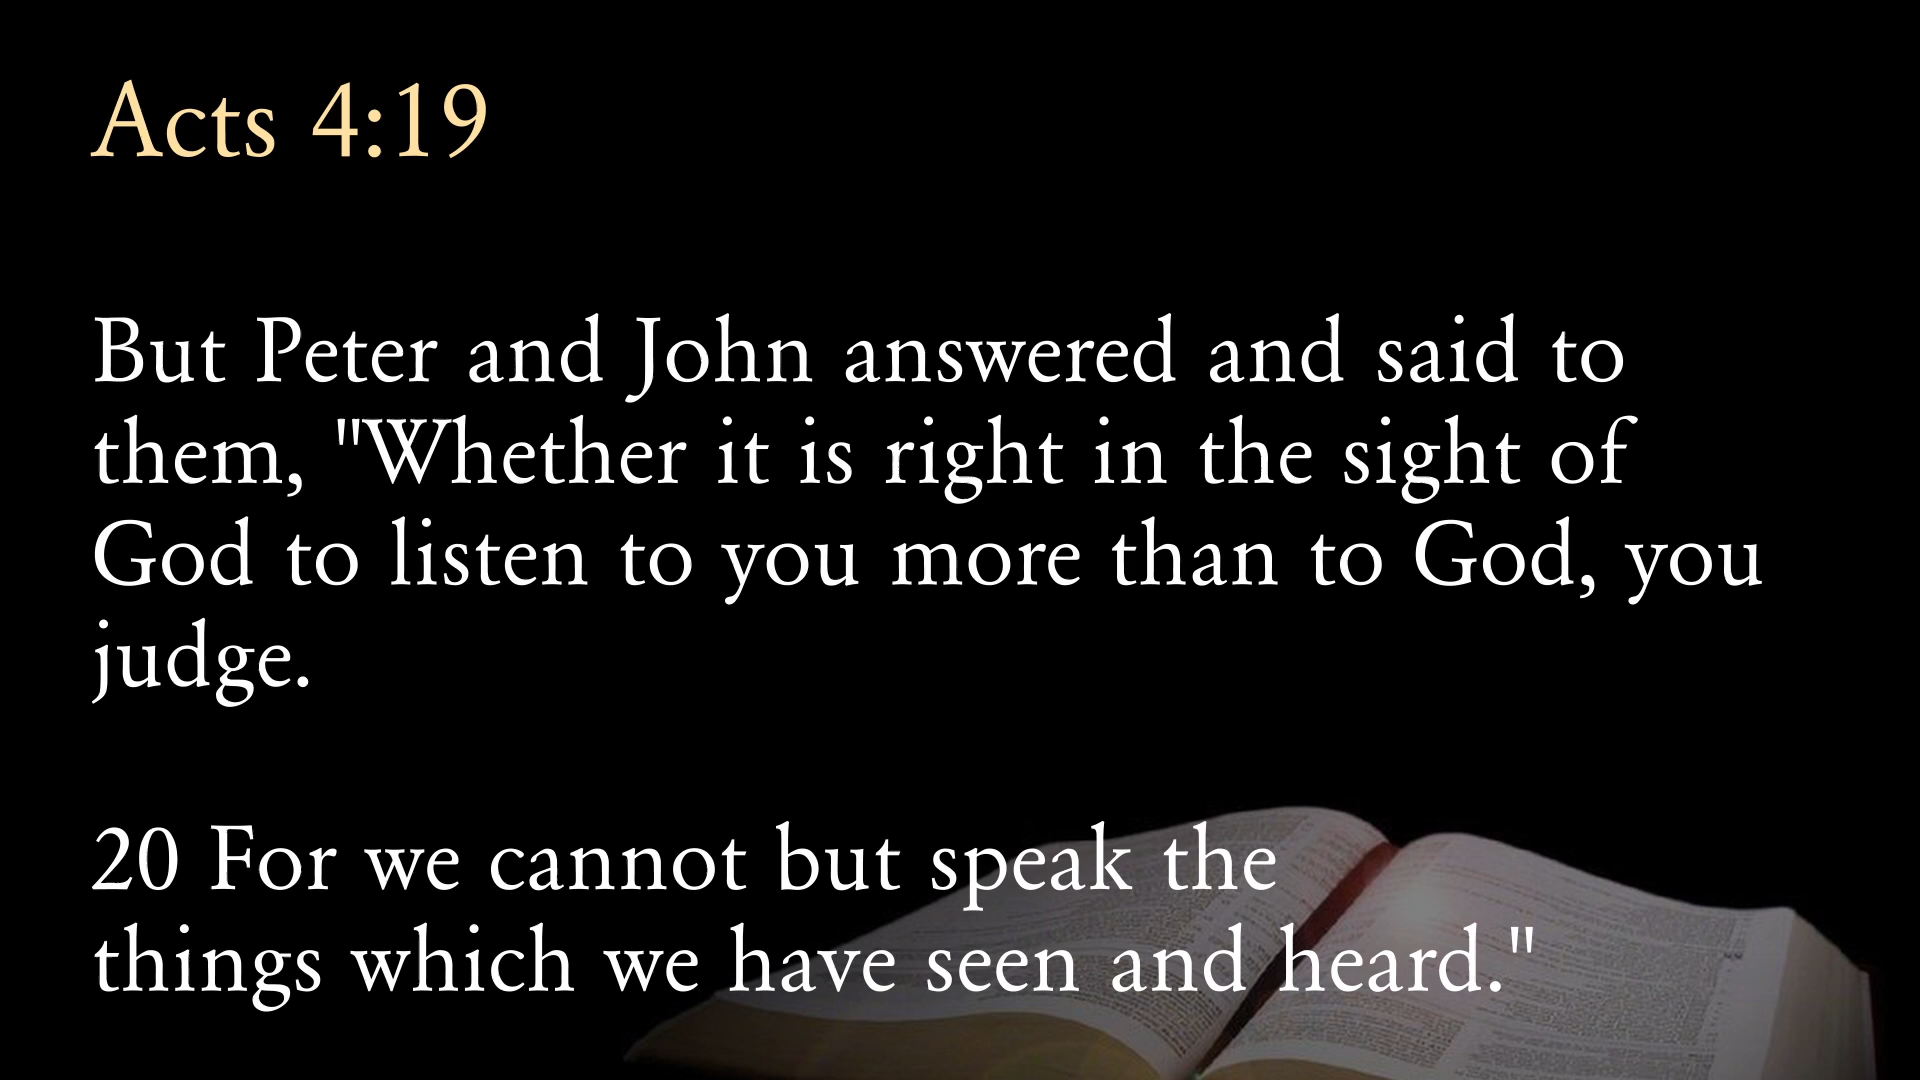 Acts 4:19
But Peter and John answered and said to
them, "Whether it is right in the sight of
God to listen to you more than to God, you
judge.
20 For we cannot but speak the
things which we have seen and heard."